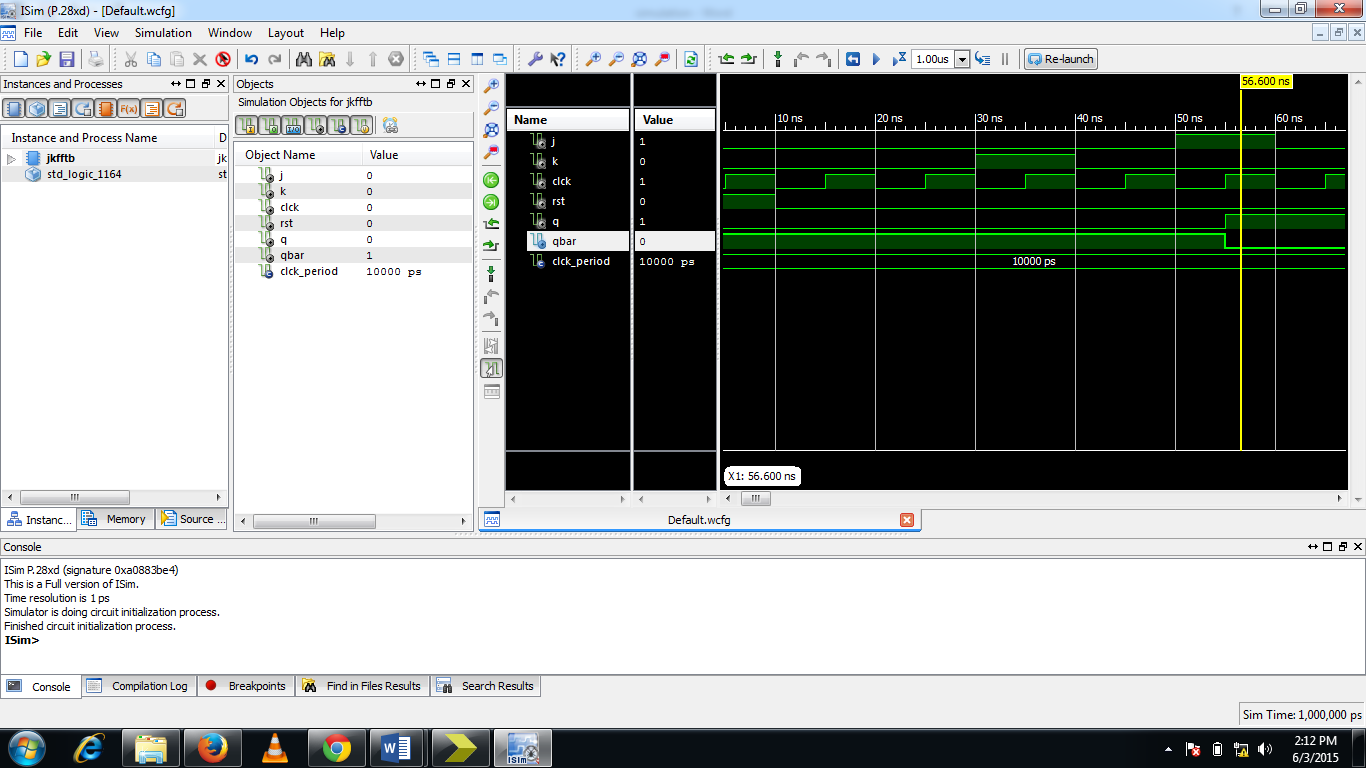 ISim (P.28xd) - [Default.wcfg]
File Edit View Simulation Window Layout Help
1.00us Re-launch
Instances and Processes
Instance and Process Name D
jkfftb jk
std_logic_1164 st
Instanc... Memory Source ...
Objects
Simulation Objects for jkfftb
Object Name Value
j 0
k 0
clck 0
rst 0
q 0
qbar 1
clck_period 10000 ps
Name Value
j 1
k 0
clck 1
rst 0
q 1
qbar 0
clck_period 10000 ps
56.600 ns
10 ns 20 ns 30 ns 40 ns 50 ns 60 ns
10000 ps
X1: 56.600 ns
Default.wcfg
Console
ISim P.28xd (signature 0xa0883be4)
This is a Full version of ISim.
Time resolution is 1 ps
Simulator is doing circuit initialization process.
Finished circuit initialization process.
ISim>
Console Compilation Log Breakpoints Find in Files Results Search Results
Sim Time: 1,000,000 ps
2:12 PM
6/3/2015